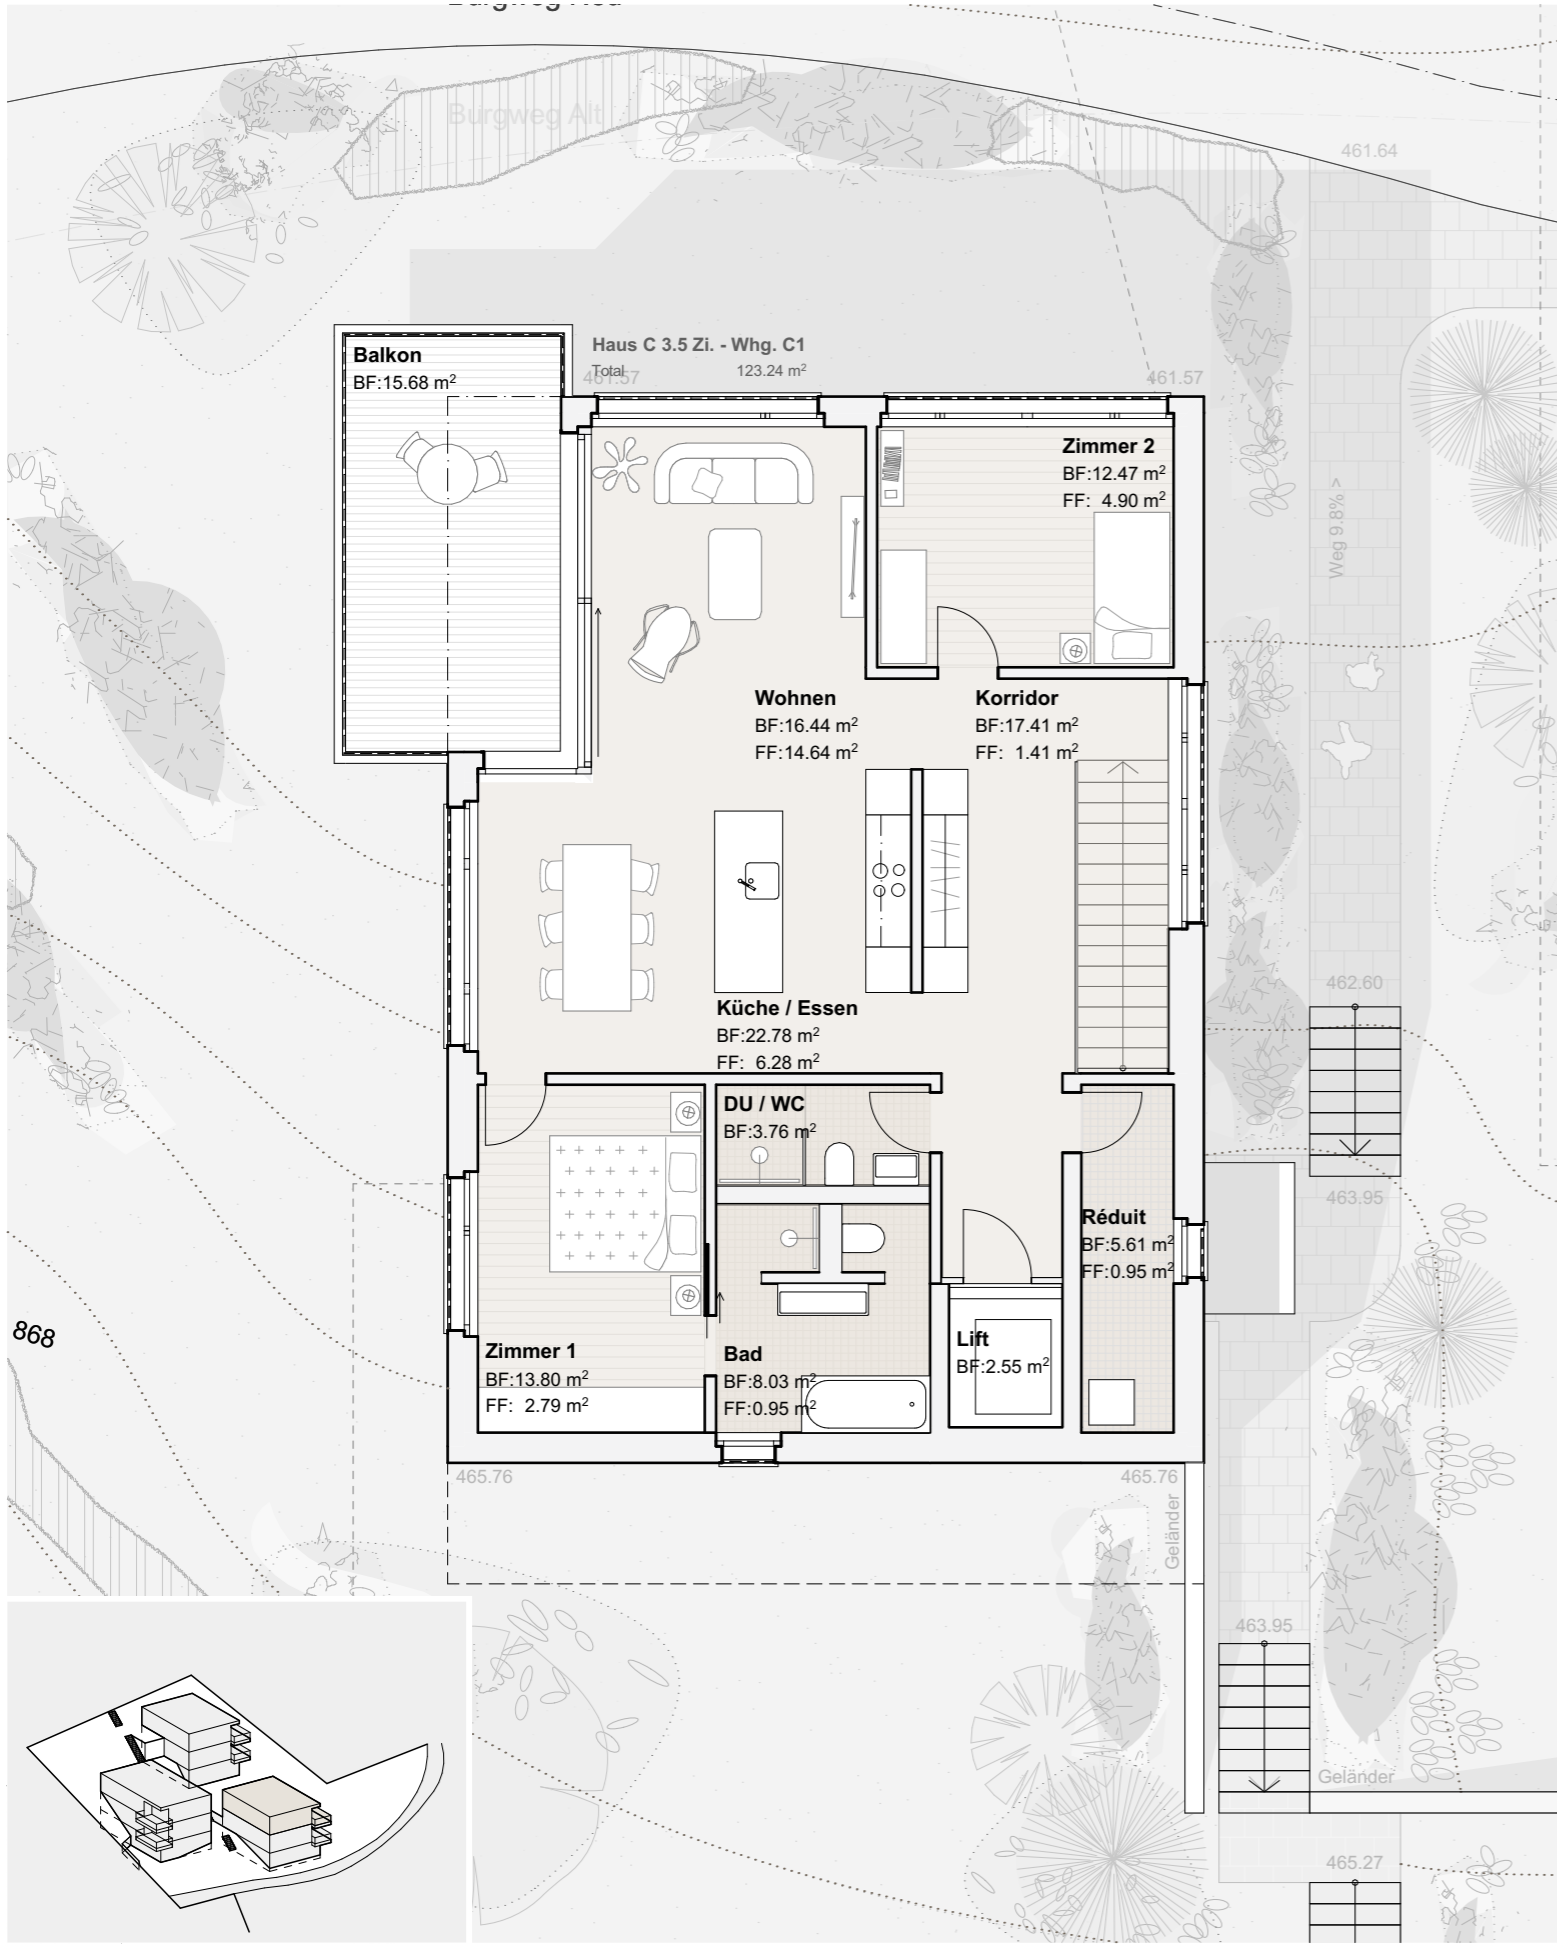 Burgweg Alt
461.64
Balkon
BF:15.68 m²
Haus C 3.5 Zi. - Whg. C1
Total 123.24 m²
461.57
461.57
Zimmer 2
BF:12.47 m²
FF: 4.90 m²
Weg 9.8% >
Wohnen
BF:16.44 m²
FF:14.64 m²
Korridor
BF:17.41 m²
FF: 1.41 m²
462.60
Küche / Essen
BF:22.78 m²
FF: 6.28 m²
DU / WC
BF:3.76 m²
463.95
Réduit
BF:5.61 m²
FF:0.95 m²
868
Zimmer 1
BF:13.80 m²
FF: 2.79 m²
Bad
BF:8.03 m²
FF:0.95 m²
Lift
BF:2.55 m²
465.76
465.76
Geländer
463.95
Geländer
465.27